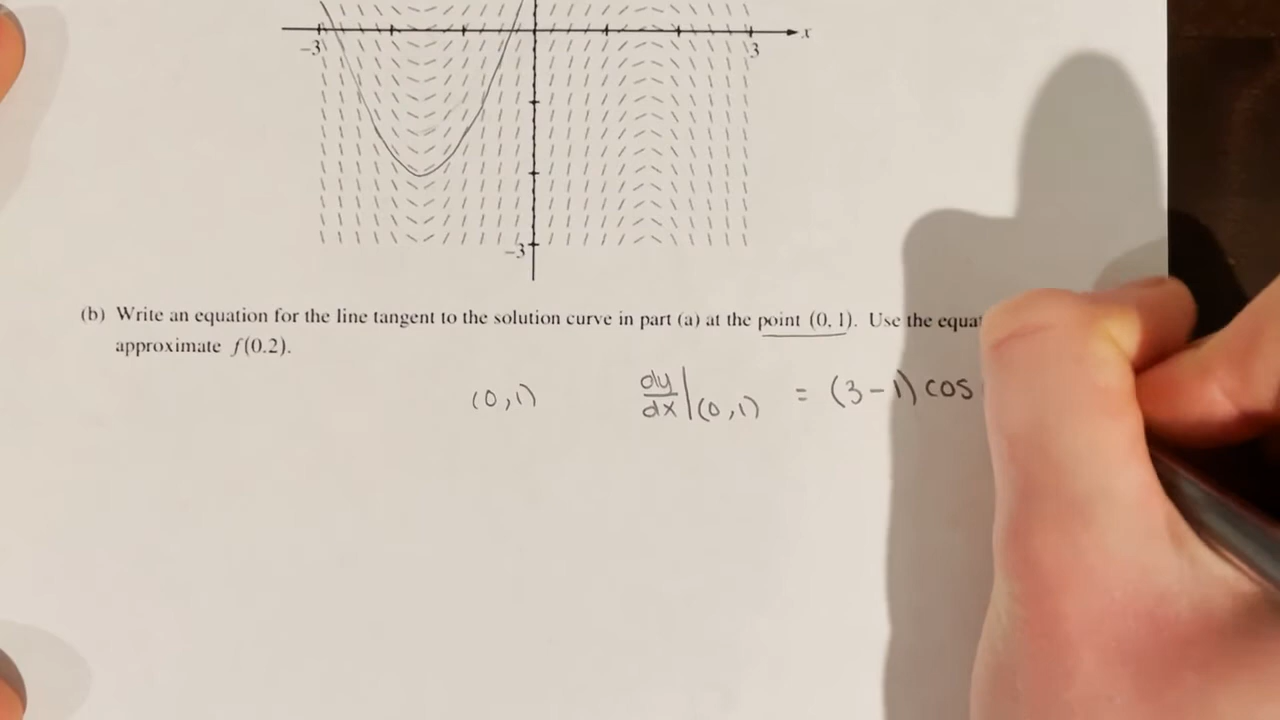 -3
3
x
-3
(b) Write an equation for the line tangent to the solution curve in part (a) at the point (0, 1). Use the equat
approximate f(0.2).
(0,1) dy/dx|(0,1) = (3-1) cos